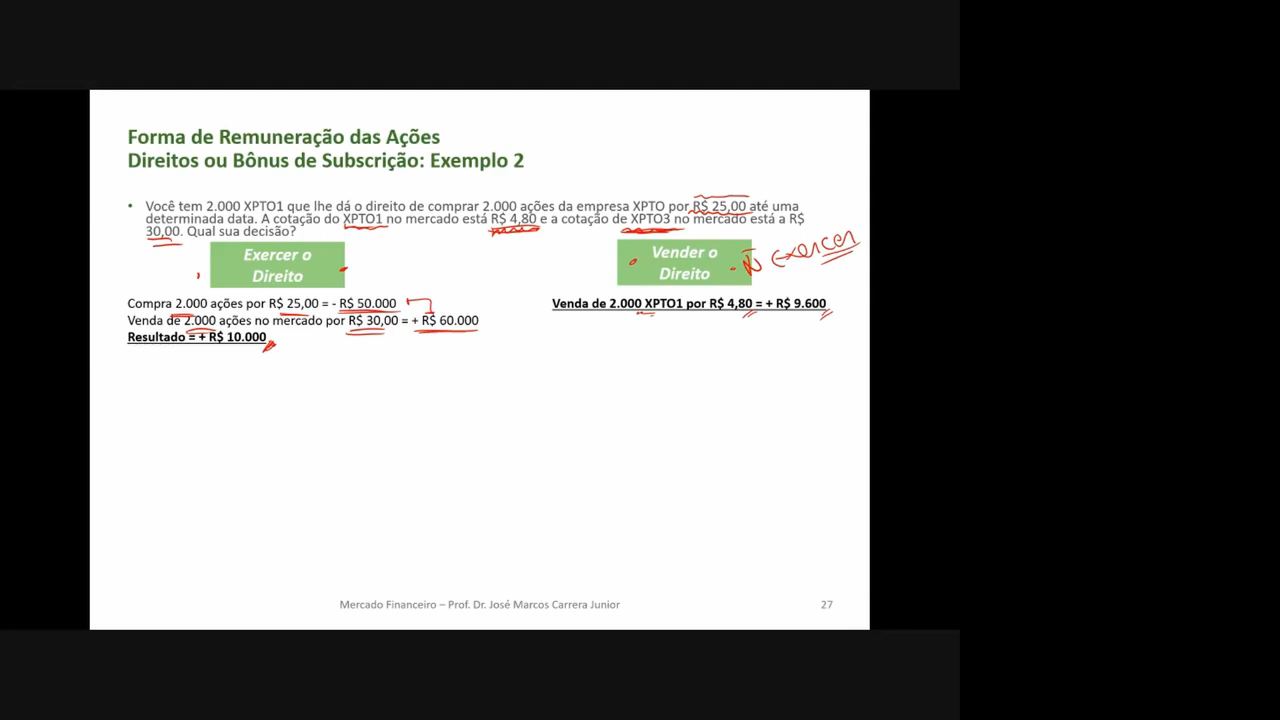 Forma de Remuneração das Ações
Direitos ou Bônus de Subscrição: Exemplo 2
• Você tem 2.000 XPTO1 que lhe dá o direito de comprar 2.000 ações da empresa XPTO por R$ 25,00 até uma
determinada data. A cotação do XPTO1 no mercado está R$ 4,80 e a cotação de XPTO3 no mercado está a R$
30,00. Qual sua decisão?
Exercer o
Direito
Compra 2.000 ações por R$ 25,00 = - R$ 50.000
Venda de 2.000 ações no mercado por R$ 30,00 = + R$ 60.000
Resultado = + R$ 10.000
Vender o
Direito
Ñ Exercer
Venda de 2.000 XPTO1 por R$ 4,80 = + R$ 9.600
Mercado Financeiro – Prof. Dr. José Marcos Carrera Junior
27